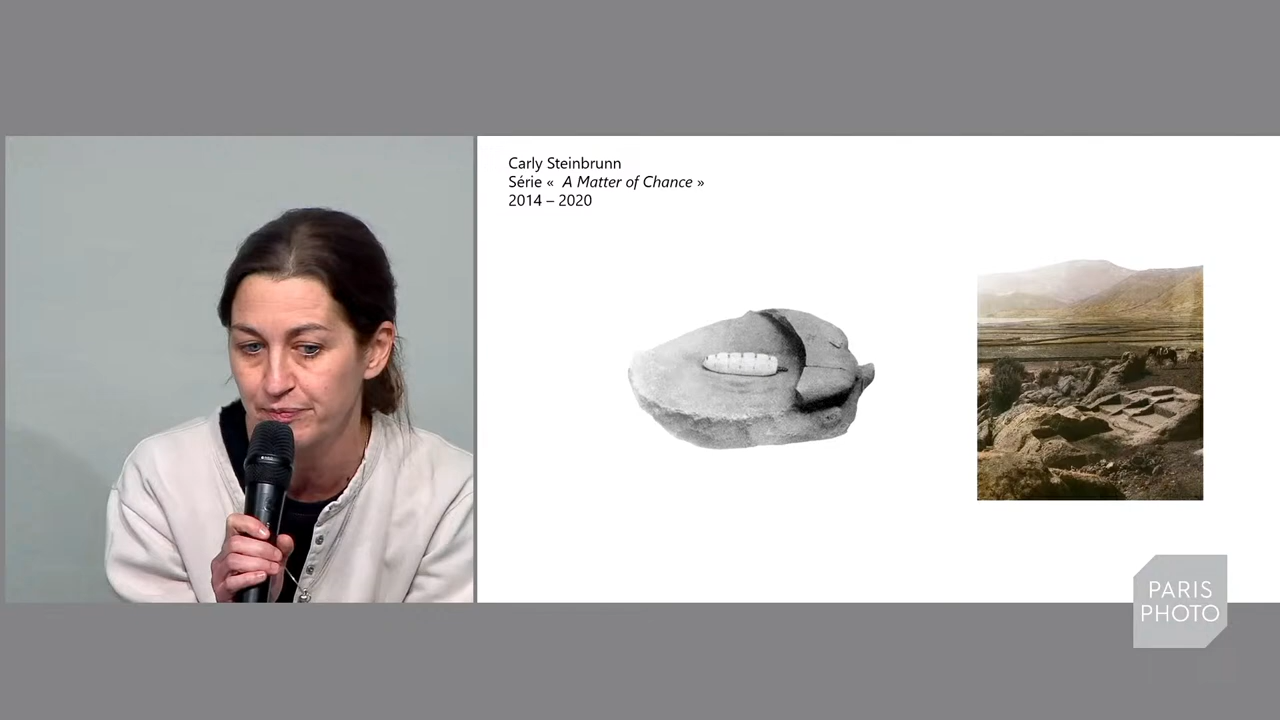 Carly Steinbrunn
Série «  A Matter of Chance »
2014 – 2020
PARIS
PHOTO